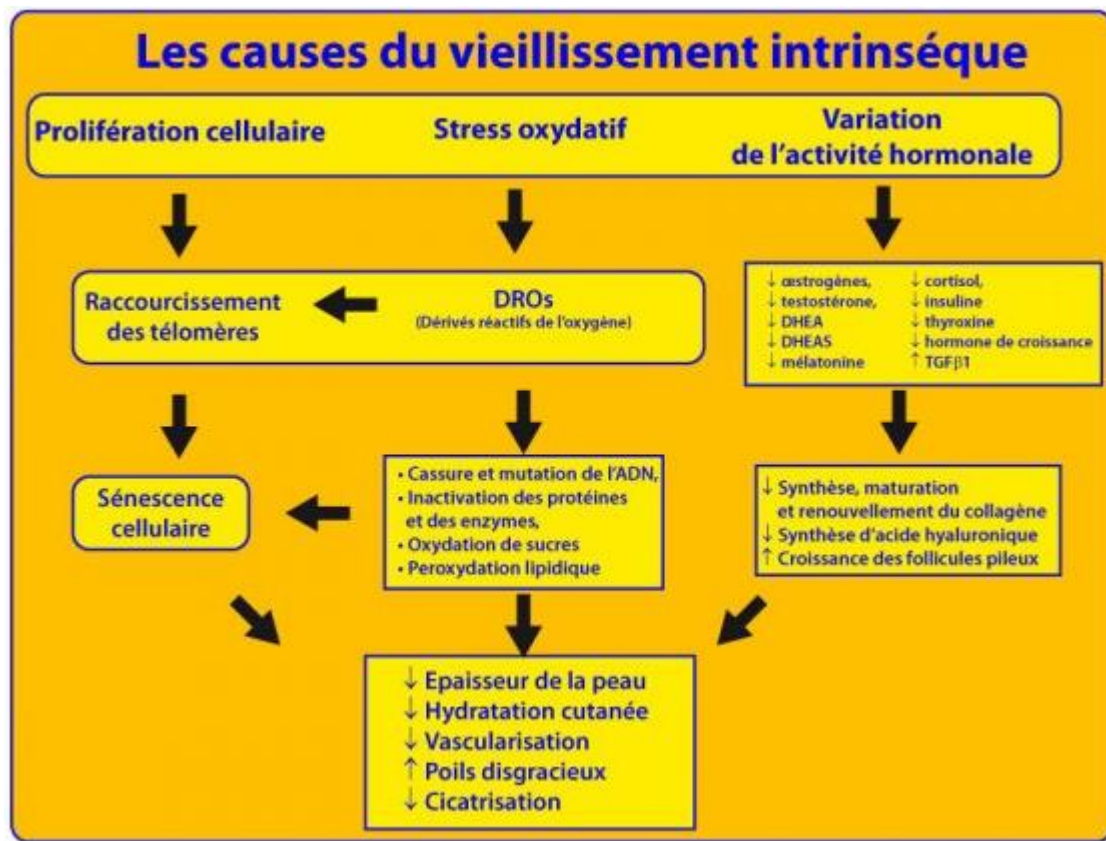 Les causes du vieillissement intrinséque
Prolifération cellulaire
Stress oxydatif
Variation
de l'activité hormonale
Raccourcissement
des télomères
DROs
(Dérivés réactifs de l'oxygène)
↓ œstrogènes,
↓ testostérone,
↓ DHEA
↓ DHEAS
↓ mélatonine
↓ cortisol,
↓ insuline
↓ thyroxine
↓ hormone de croissance
↑ TGFβ1
Sénescence
cellulaire
• Cassure et mutation de l'ADN,
• Inactivation des protéines
et des enzymes,
• Oxydation de sucres
• Peroxydation lipidique
↓ Synthèse, maturation
et renouvellement du collagène
↓ Synthèse d'acide hyaluronique
↑ Croissance des follicules pileux
↓ Epaisseur de la peau
↓ Hydratation cutanée
↓ Vascularisation
↑ Poils disgracieux
↓ Cicatrisation